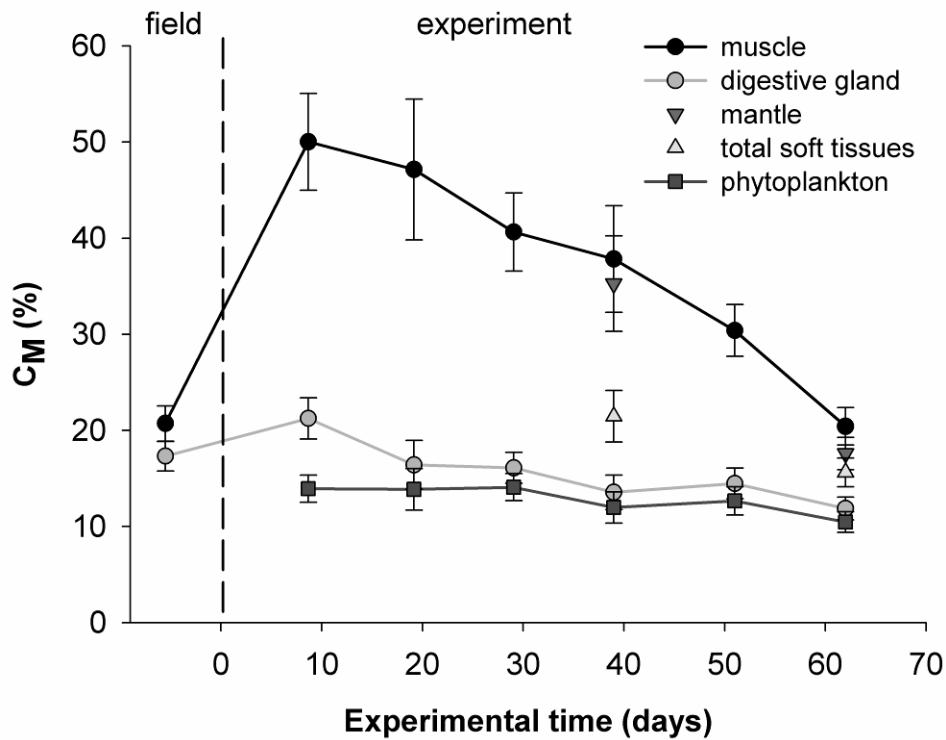 field experiment
60
50
40
30
20
10
0
C_M (%)
muscle
digestive gland
mantle
total soft tissues
phytoplankton
0 10 20 30 40 50 60 70
Experimental time (days)